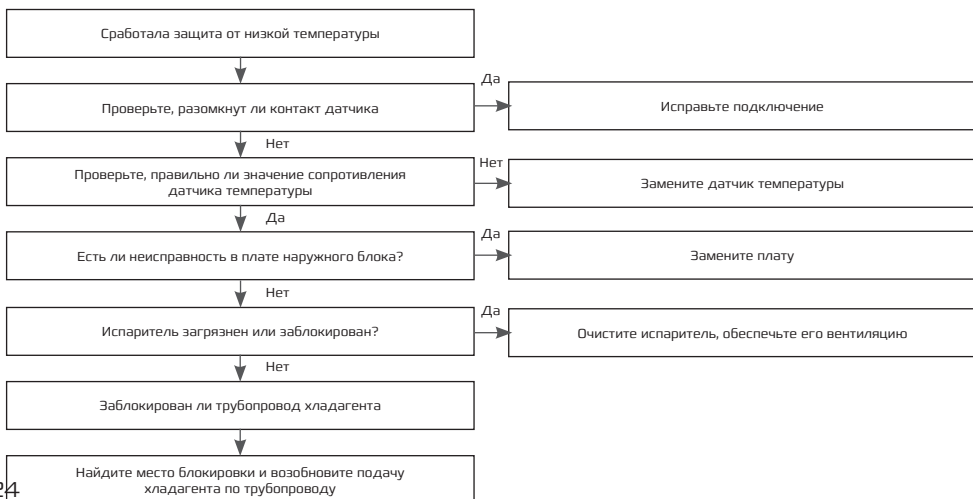 Сработала защита от низкой температуры
Да
Проверьте, разомкнут ли контакт датчика
Исправьте подключение
Нет
Нет
Проверьте, правильно ли значение сопротивления
датчика температуры
Замените датчик температуры
Да
Да
Есть ли неисправность в плате наружного блока?
Замените плату
Нет
Да
Испаритель загрязнен или заблокирован?
Очистите испаритель, обеспечьте его вентиляцию
Нет
Заблокирован ли трубопровод хладагента
Найдите место блокировки и возобновите подачу
хладагента по трубопроводу
24